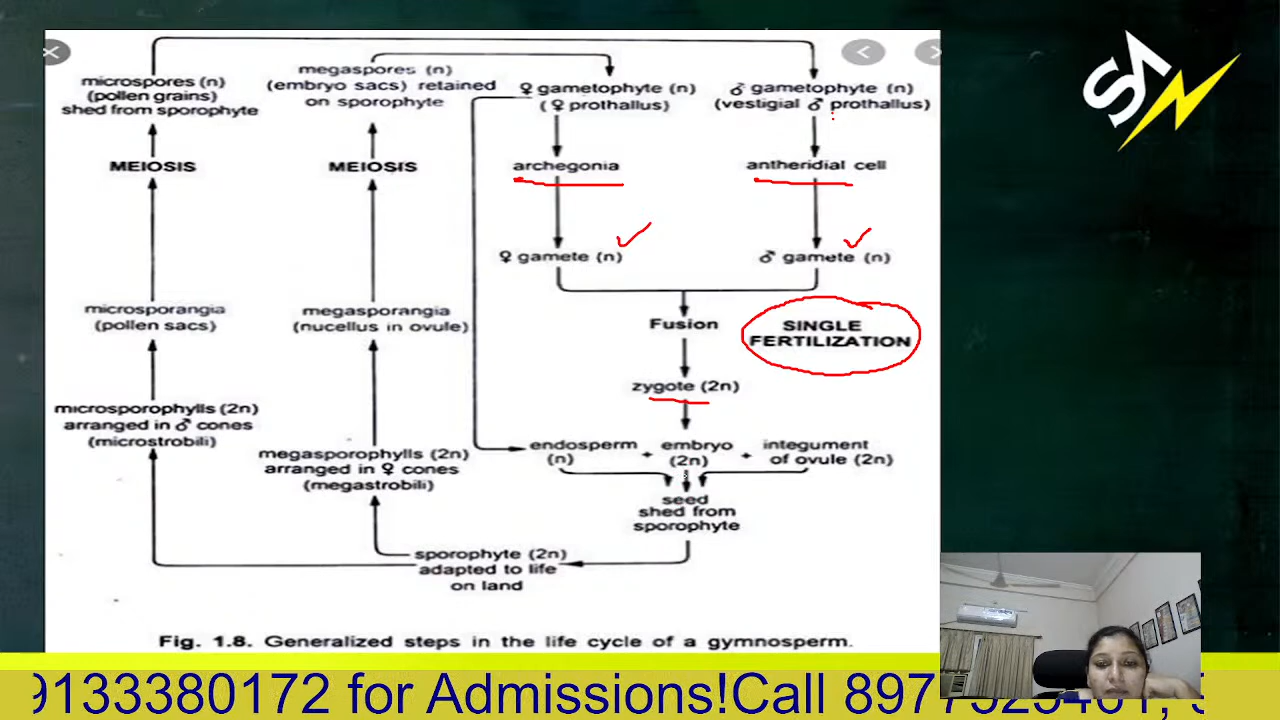 microspores (n)
(pollen grains)
shed from sporophyte
MEIOSIS
microsporangia
(pollen sacs)
microsporophylls (2n)
arranged in ♂ cones
(microstrobili)
megaspores (n)
(embryo sacs) retained
on sporophyte
MEIOSIS
megasporangia
(nucellus in ovule)
megasporophylls (2n)
arranged in ♀ cones
(megastrobili)
♀ gametophyte (n)
(♀ prothallus)
archegonia
♀ gamete (n)
♂ gametophyte (n)
(vestigial ♂ prothallus)
antheridial cell
♂ gamete (n)
Fusion
SINGLE
FERTILIZATION
zygote (2n)
endosperm
(n)
+
embryo
(2n)
+
integument
of ovule (2n)
seed
shed from
sporophyte
sporophyte (2n)
adapted to life
on land
Fig. 1.8. Generalized steps in the life cycle of a gymnosperm.
SAN
9133380172 for Admissions!Call